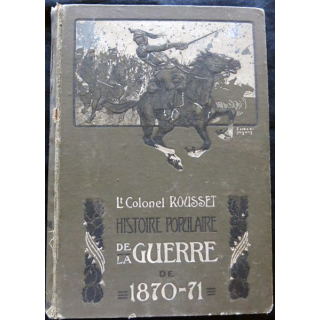 Lt Colonel ROUSSET
HISTOIRE POPULAIRE
DE LA GUERRE
DE
1870-71